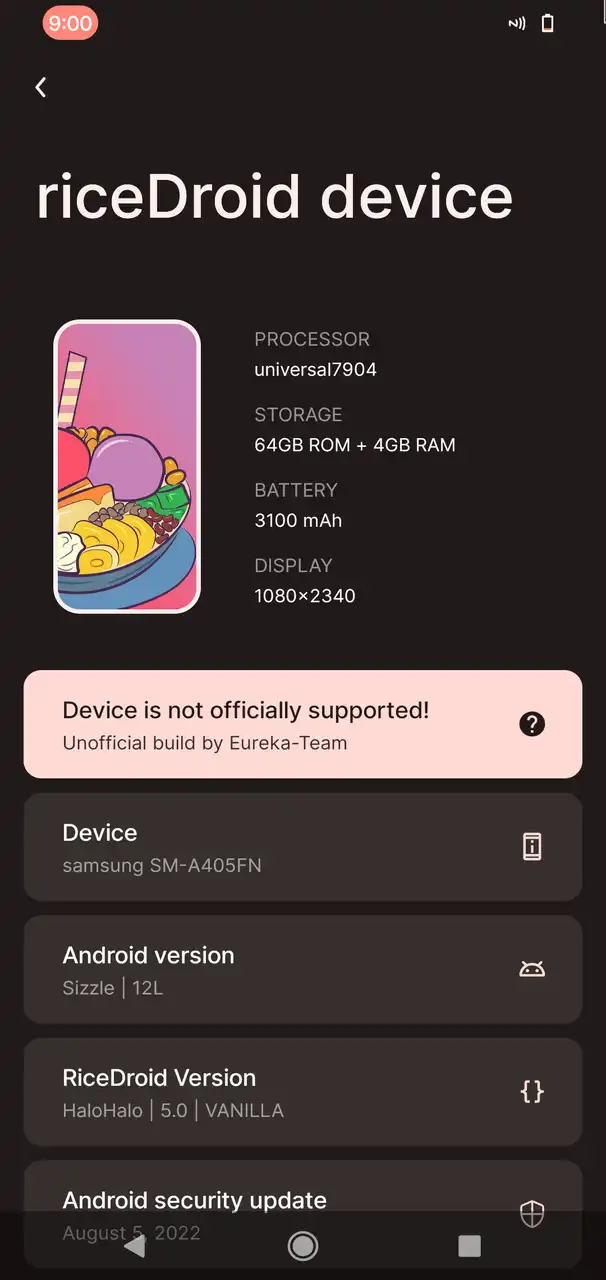 9:00
riceDroid device
PROCESSOR
universal7904
STORAGE
64GB ROM + 4GB RAM
BATTERY
3100 mAh
DISPLAY
1080×2340
Device is not officially supported!
Unofficial build by Eureka-Team
Device
samsung SM-A405FN
Android version
Sizzle | 12L
RiceDroid Version
HaloHalo | 5.0 | VANILLA
Android security update
August 5, 2022